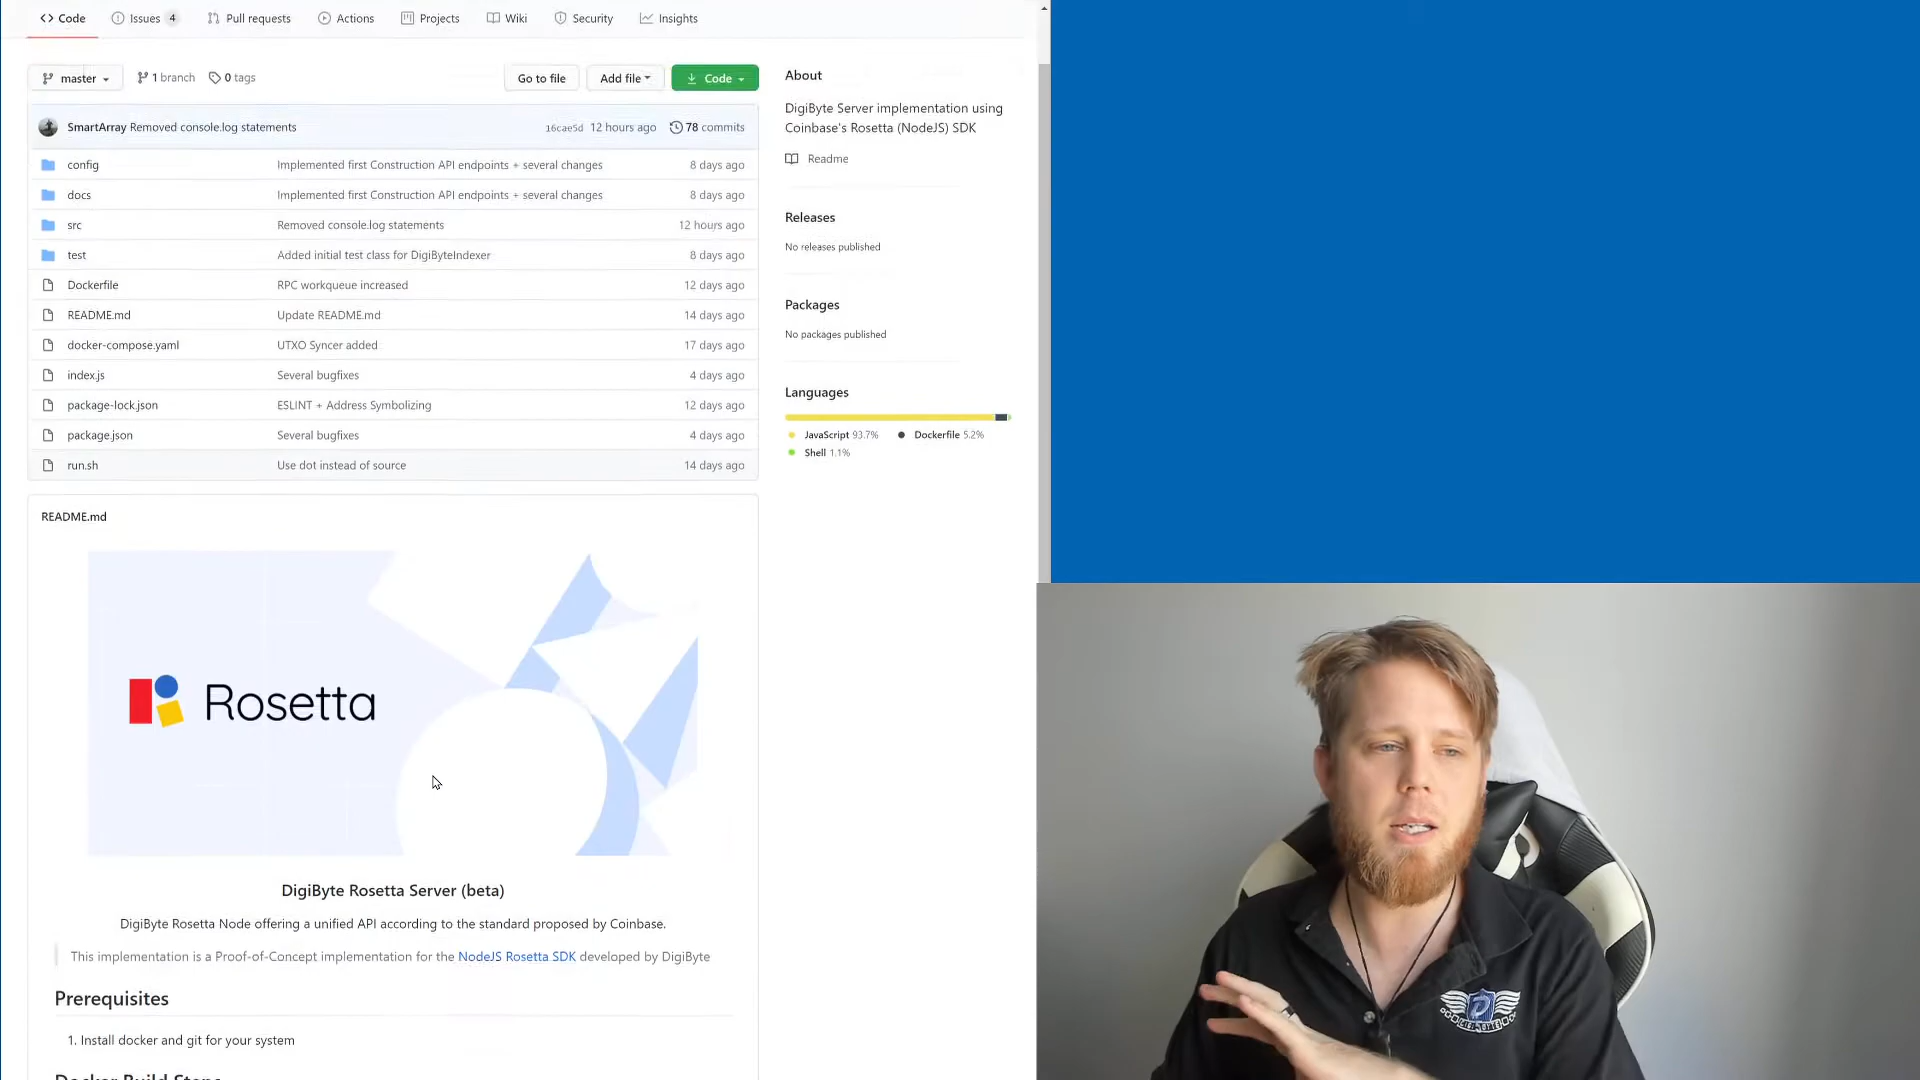 Code Issues 4 Pull requests Actions Projects Wiki Security Insights
master 1 branch 0 tags Go to file Add file Code
SmartArray Removed console.log statements 16cae5d 12 hours ago 78 commits
config Implemented first Construction API endpoints + several changes 8 days ago
docs Implemented first Construction API endpoints + several changes 8 days ago
src Removed console.log statements 12 hours ago
test Added initial test class for DigiByteIndexer 8 days ago
Dockerfile RPC workqueue increased 12 days ago
README.md Update README.md 14 days ago
docker-compose.yaml UTXO Syncer added 17 days ago
index.js Several bugfixes 4 days ago
package-lock.json ESLINT + Address Symbolizing 12 days ago
package.json Several bugfixes 4 days ago
run.sh Use dot instead of source 14 days ago
About
DigiByte Server implementation using
Coinbase's Rosetta (NodeJS) SDK
Readme
Releases
No releases published
Packages
No packages published
Languages
JavaScript 93.7% Dockerfile 5.2%
Shell 1.1%
README.md
Rosetta
DigiByte Rosetta Server (beta)
DigiByte Rosetta Node offering a unified API according to the standard proposed by Coinbase.
This implementation is a Proof-of-Concept implementation for the NodeJS Rosetta SDK developed by DigiByte
Prerequisites
1. Install docker and git for your system
Docker Build Steps